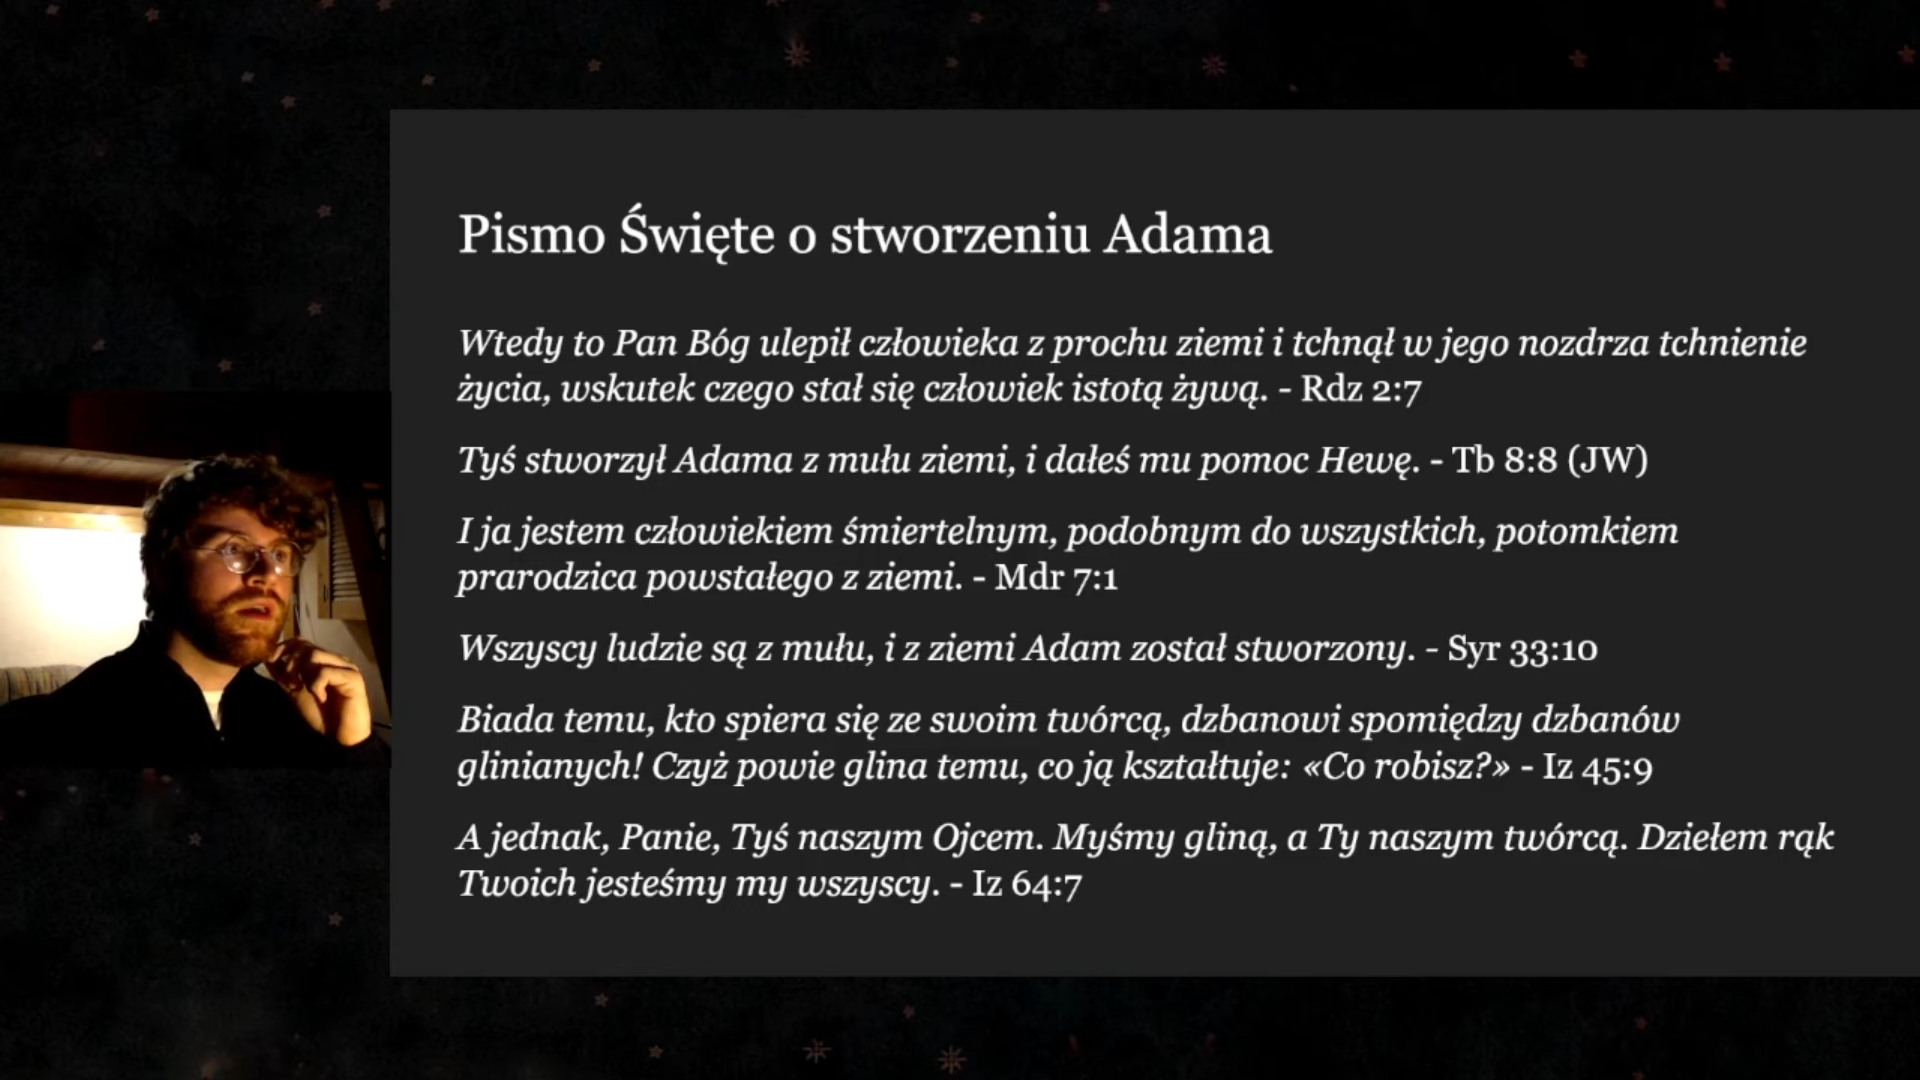 Pismo Święte o stworzeniu Adama
Wtedy to Pan Bóg ulepił człowieka z prochu ziemi i tchnął w jego nozdrza tchnienie
życia, wskutek czego stał się człowiek istotą żywą. - Rdz 2:7
Tyś stworzył Adama z mułu ziemi, i dałeś mu pomoc Hewę. - Tb 8:8 (JW)
I ja jestem człowiekiem śmiertelnym, podobnym do wszystkich, potomkiem
prarodzica powstałego z ziemi. - Mdr 7:1
Wszyscy ludzie są z mułu, i z ziemi Adam został stworzony. - Syr 33:10
Biada temu, kto spiera się ze swoim twórcą, dzbanowi spomiędzy dzbanów
glinianych! Czyż powie glina temu, co ją kształtuje: «Co robisz?» - Iz 45:9
A jednak, Panie, Tyś naszym Ojcem. Myśmy gliną, a Ty naszym twórcą. Dziełem rąk
Twoich jesteśmy my wszyscy. - Iz 64:7